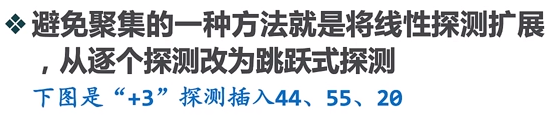 ❖避免聚集的一种方法就是将线性探测扩展
，从逐个探测改为跳跃式探测
下图是“+3”探测插入44、55、20